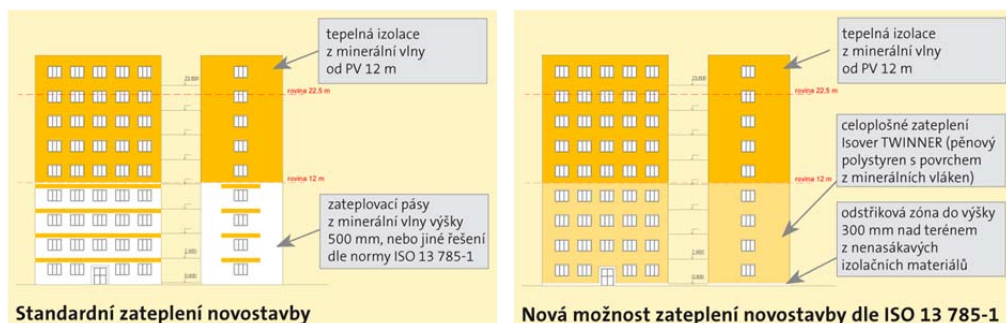 tepelná izolace
z minerální vlny
od PV 12 m
rovina 22,5 m
rovina 12 m
zateplovací pásy
z minerální vlny výšky
500 mm, nebo jiné řešení
dle normy ISO 13 785-1
Standardní zateplení novostavby
tepelná izolace
z minerální vlny
od PV 12 m
rovina 22,5 m
celoplošné zateplení
Isover TWINNER (pěnový
polystyren s povrchem
z minerálních vláken)
rovina 12 m
odstřiková zóna do výšky
300 mm nad terénem
z nenasákavých
izolačních materiálů
Nová možnost zateplení novostavby dle ISO 13 785-1